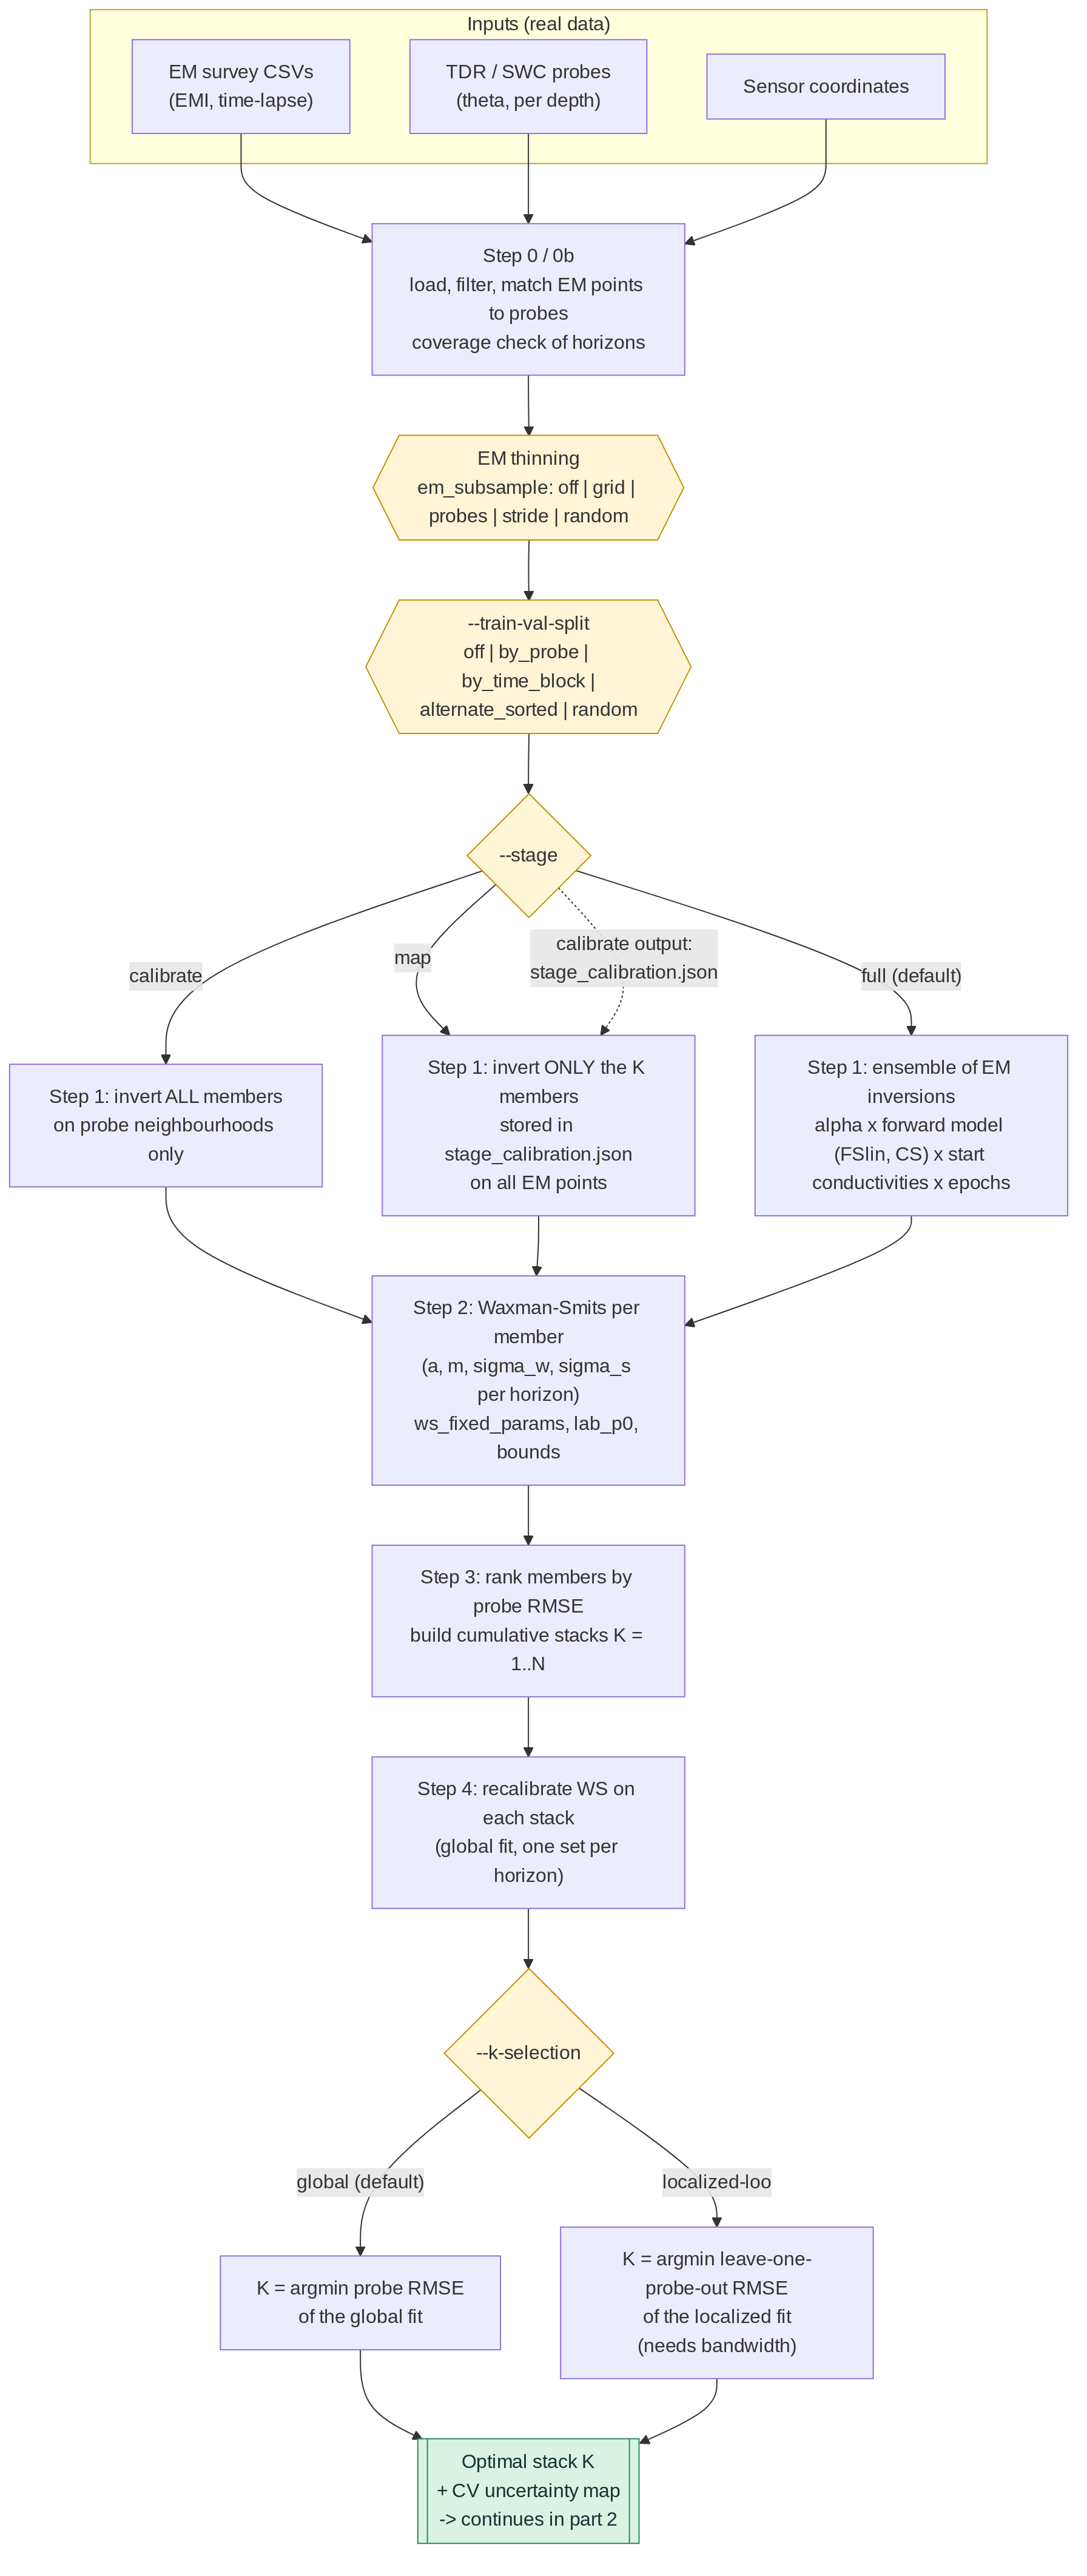 Inputs (real data)
EM survey CSVs
(EMI, time-lapse)
TDR / SWC probes
(theta, per depth)
Sensor coordinates
Step 0 / 0b
load, filter, match EM points
to probes
coverage check of horizons
EM thinning
em_subsample: off | grid |
probes | stride | random
--train-val-split
off | by_probe |
by_time_block |
alternate_sorted | random
--stage
calibrate
map
calibrate output:
stage_calibration.json
full (default)
Step 1: invert ALL members
on probe neighbourhoods
only
Step 1: invert ONLY the K
members
stored in
stage_calibration.json
on all EM points
Step 1: ensemble of EM
inversions
alpha x forward model
(FSlin, CS) x start
conductivities x epochs
Step 2: Waxman-Smits per
member
(a, m, sigma_w, sigma_s
per horizon)
ws_fixed_params, lab_p0,
bounds
Step 3: rank members by
probe RMSE
build cumulative stacks K =
1..N
Step 4: recalibrate WS on
each stack
(global fit, one set per
horizon)
--k-selection
global (default)
localized-loo
K = argmin probe RMSE
of the global fit
K = argmin leave-one-
probe-out RMSE
of the localized fit
(needs bandwidth)
Optimal stack K
+ CV uncertainty map
-> continues in part 2